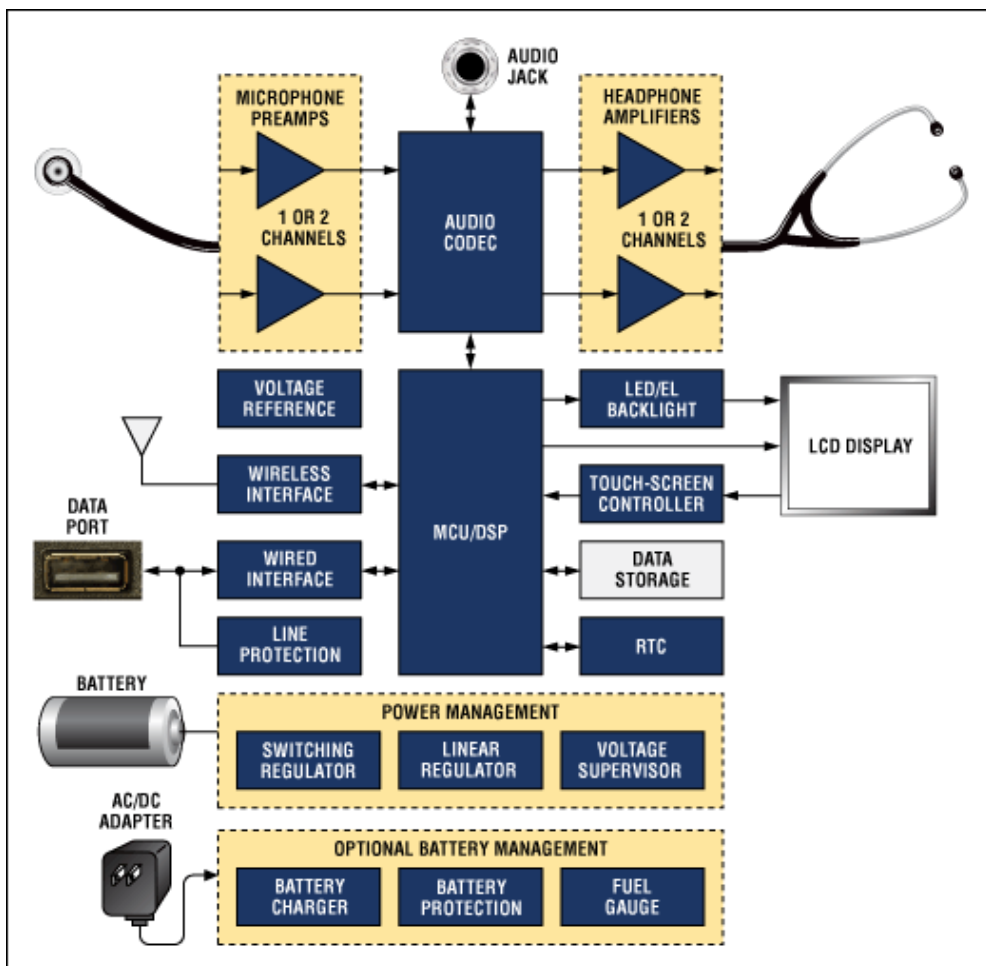 AUDIO
JACK
MICROPHONE
PREAMPS
1 OR 2
CHANNELS
AUDIO
CODEC
HEADPHONE
AMPLIFIERS
1 OR 2
CHANNELS
VOLTAGE
REFERENCE
WIRELESS
INTERFACE
DATA
PORT
WIRED
INTERFACE
LINE
PROTECTION
MCU/DSP
LED/EL
BACKLIGHT
LCD DISPLAY
TOUCH-SCREEN
CONTROLLER
DATA
STORAGE
RTC
BATTERY
POWER MANAGEMENT
SWITCHING
REGULATOR
LINEAR
REGULATOR
VOLTAGE
SUPERVISOR
AC/DC
ADAPTER
OPTIONAL BATTERY MANAGEMENT
BATTERY
CHARGER
BATTERY
PROTECTION
FUEL
GAUGE